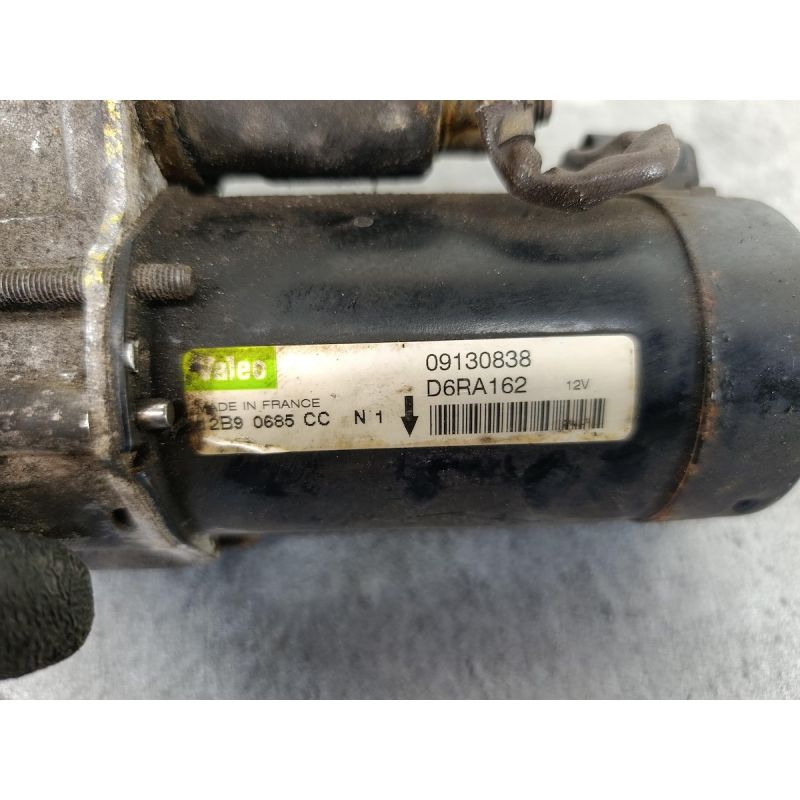 Valeo
09130838
D6RA162 12V
MADE IN FRANCE
2B9 0685 CC N 1